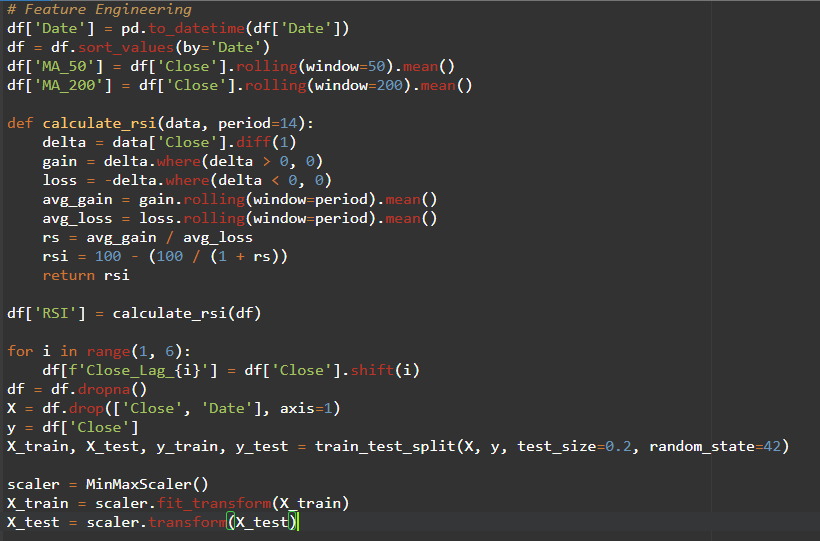 # Feature Engineering
df['Date'] = pd.to_datetime(df['Date'])
df = df.sort_values(by='Date')
df['MA_50'] = df['Close'].rolling(window=50).mean()
df['MA_200'] = df['Close'].rolling(window=200).mean()
def calculate_rsi(data, period=14):
    delta = data['Close'].diff(1)
    gain = delta.where(delta > 0, 0)
    loss = -delta.where(delta < 0, 0)
    avg_gain = gain.rolling(window=period).mean()
    avg_loss = loss.rolling(window=period).mean()
    rs = avg_gain / avg_loss
    rsi = 100 - (100 / (1 + rs))
    return rsi
df['RSI'] = calculate_rsi(df)
for i in range(1, 6):
    df[f'Close_Lag_{i}'] = df['Close'].shift(i)
df = df.dropna()
X = df.drop(['Close', 'Date'], axis=1)
y = df['Close']
X_train, X_test, y_train, y_test = train_test_split(X, y, test_size=0.2, random_state=42)
scaler = MinMaxScaler()
X_train = scaler.fit_transform(X_train)
X_test = scaler.transform(X_test)